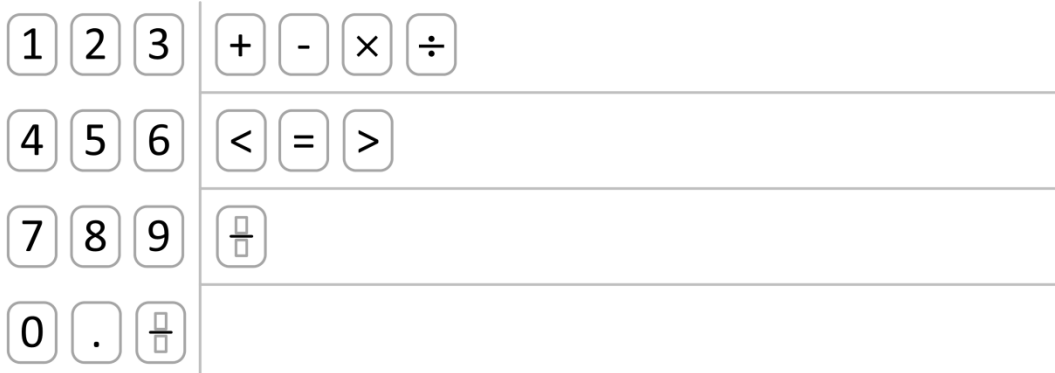 1 2 3 + - × ÷
4 5 6 < = >
7 8 9 ▯/▯
0 . ▯/▯